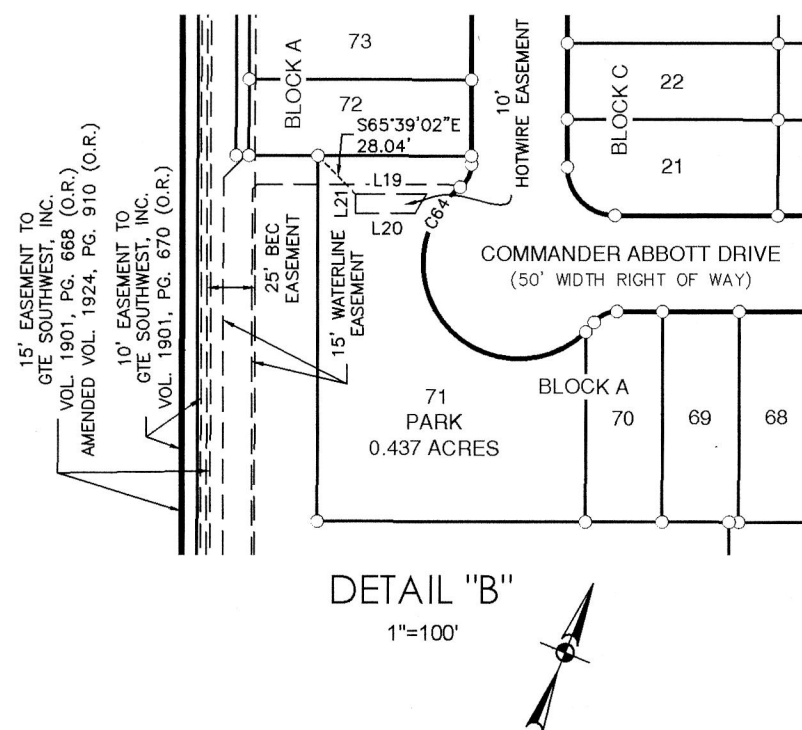 73
BLOCK A
72
S65°39'02"E
28.04'
10'
HOTWIRE EASEMENT
22
BLOCK C
21
L19
L21
L20
C64
15' EASEMENT TO
GTE SOUTHWEST, INC.
VOL. 1901, PG. 668 (O.R.)
AMENDED VOL. 1924, PG. 910 (O.R.)
10' EASEMENT TO
GTE SOUTHWEST, INC.
VOL. 1901, PG. 670 (O.R.)
25' BEC
EASEMENT
15' WATERLINE
EASEMENT
COMMANDER ABBOTT DRIVE
(50' WIDTH RIGHT OF WAY)
71
PARK
0.437 ACRES
BLOCK A
70
69
68
DETAIL "B"
1"=100'